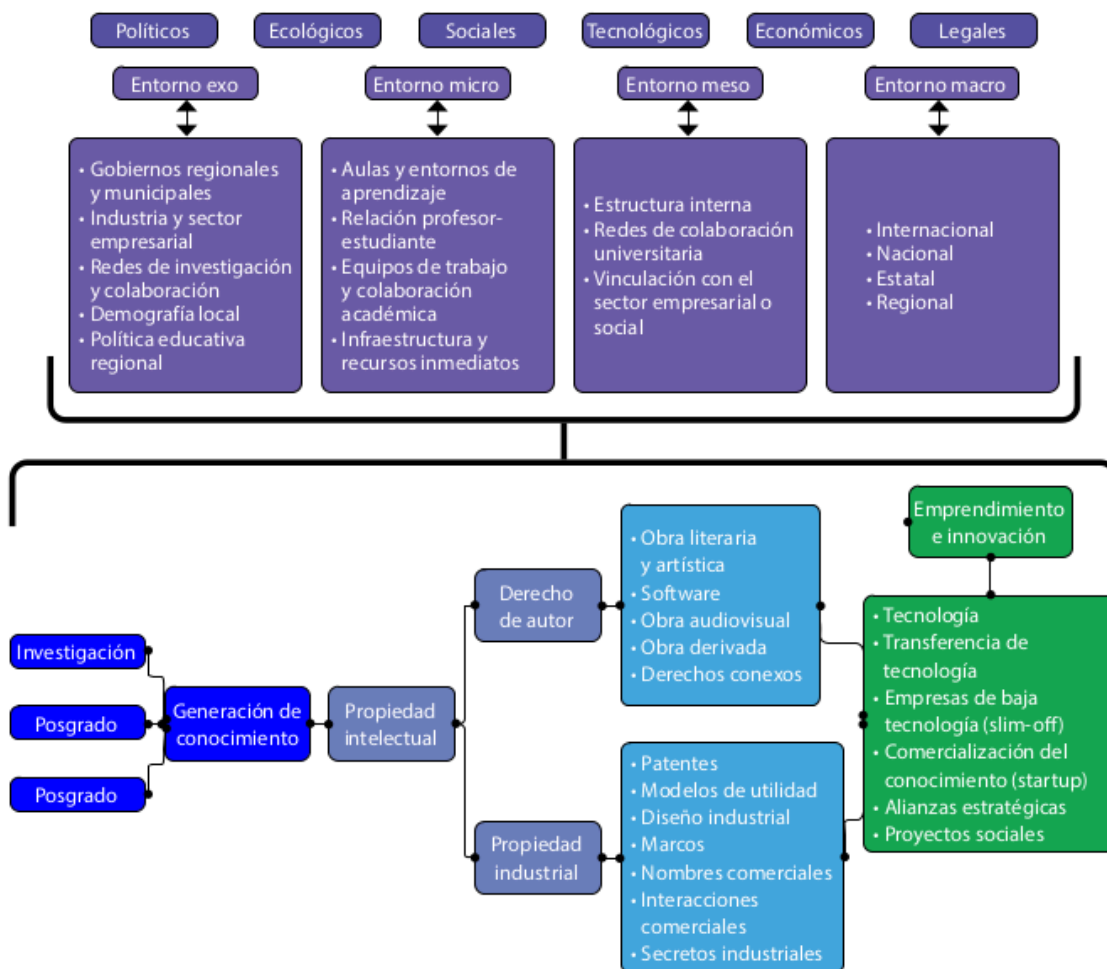 Políticos
Ecológicos
Sociales
Tecnológicos
Económicos
Legales
Entorno exo
Entorno micro
Entorno meso
Entorno macro
• Gobiernos regionales
y municipales
• Industria y sector
empresarial
• Redes de investigación
y colaboración
• Demografía local
• Política educativa
regional
• Aulas y entornos de
aprendizaje
• Relación profesor-
estudiante
• Equipos de trabajo
y colaboración
académica
• Infraestructura y
recursos inmediatos
• Estructura interna
• Redes de colaboración
universitaria
• Vinculación con el
sector empresarial o
social
• Internacional
• Nacional
• Estatal
• Regional
Investigación
Posgrado
Posgrado
Generación de
conocimiento
Propiedad
intelectual
Derecho
de autor
Propiedad
industrial
• Obra literaria
y artística
• Software
• Obra audiovisual
• Obra derivada
• Derechos conexos
• Patentes
• Modelos de utilidad
• Diseño industrial
• Marcos
• Nombres comerciales
• Interacciones
comerciales
• Secretos industriales
Emprendimiento
e innovación
• Tecnología
• Transferencia de
tecnología
• Empresas de baja
tecnología (slim-off)
• Comercialización del
conocimiento (startup)
• Alianzas estratégicas
• Proyectos sociales